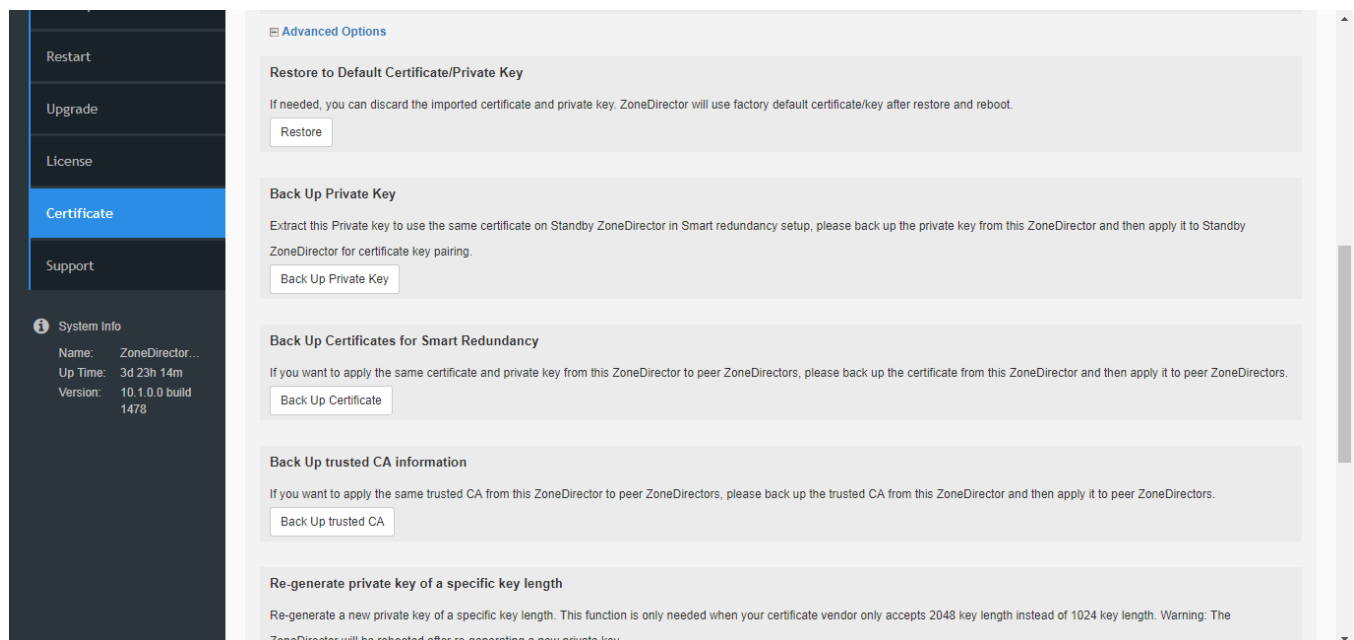 Restart
Upgrade
License
Certificate
Support
System Info
Name: ZoneDirector...
Up Time: 3d 23h 14m
Version: 10.1.0.0 build
1478
Advanced Options
Restore to Default Certificate/Private Key
If needed, you can discard the imported certificate and private key. ZoneDirector will use factory default certificate/key after restore and reboot.
Restore
Back Up Private Key
Extract this Private key to use the same certificate on Standby ZoneDirector in Smart redundancy setup, please back up the private key from this ZoneDirector and then apply it to Standby
ZoneDirector for certificate key pairing.
Back Up Private Key
Back Up Certificates for Smart Redundancy
If you want to apply the same certificate and private key from this ZoneDirector to peer ZoneDirectors, please back up the certificate from this ZoneDirector and then apply it to peer ZoneDirectors.
Back Up Certificate
Back Up trusted CA information
If you want to apply the same trusted CA from this ZoneDirector to peer ZoneDirectors, please back up the trusted CA from this ZoneDirector and then apply it to peer ZoneDirectors.
Back Up trusted CA
Re-generate private key of a specific key length
Re-generate a new private key of a specific key length. This function is only needed when your certificate vendor only accepts 2048 key length instead of 1024 key length. Warning: The
ZoneDirector will be rebooted after re-generating a new private key.